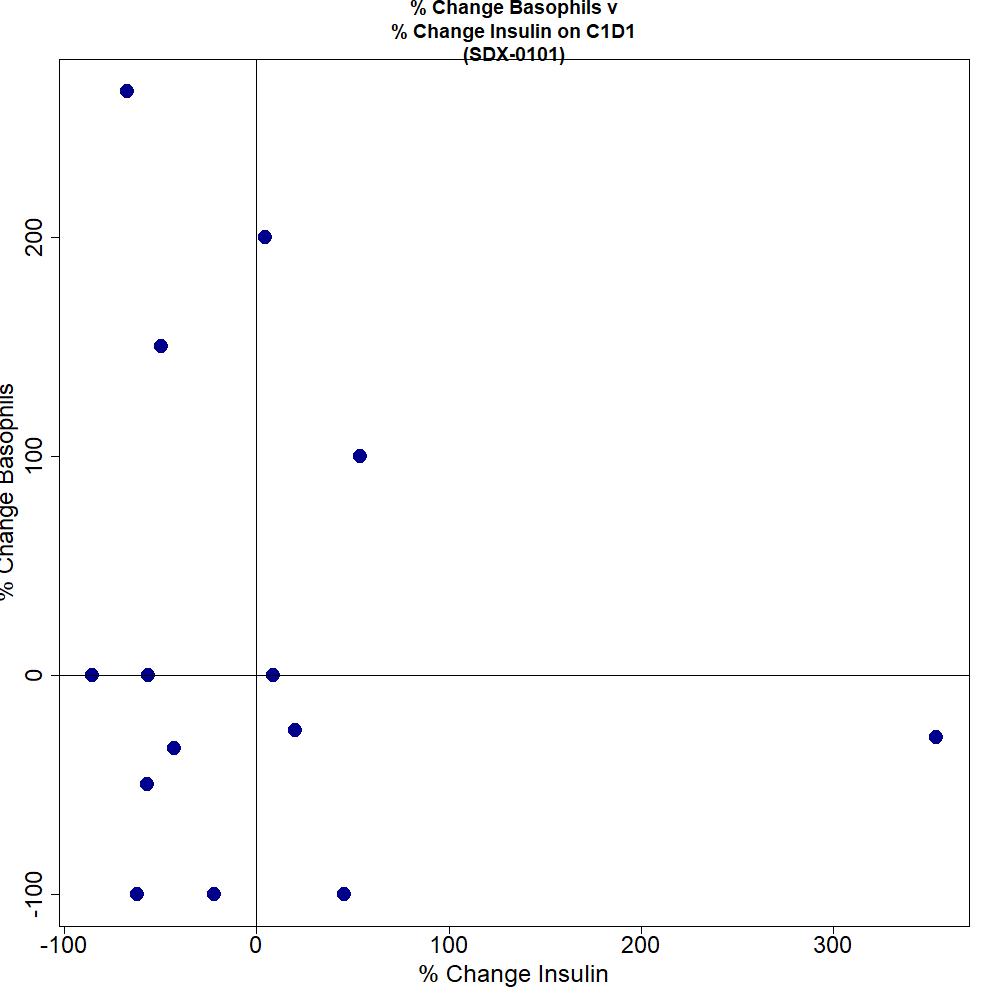 % Change Basophils v
% Change Insulin on C1D1
(SDX-0101)
% Change Basophils
200
100
0
-100
-100
0
100
200
300
% Change Insulin